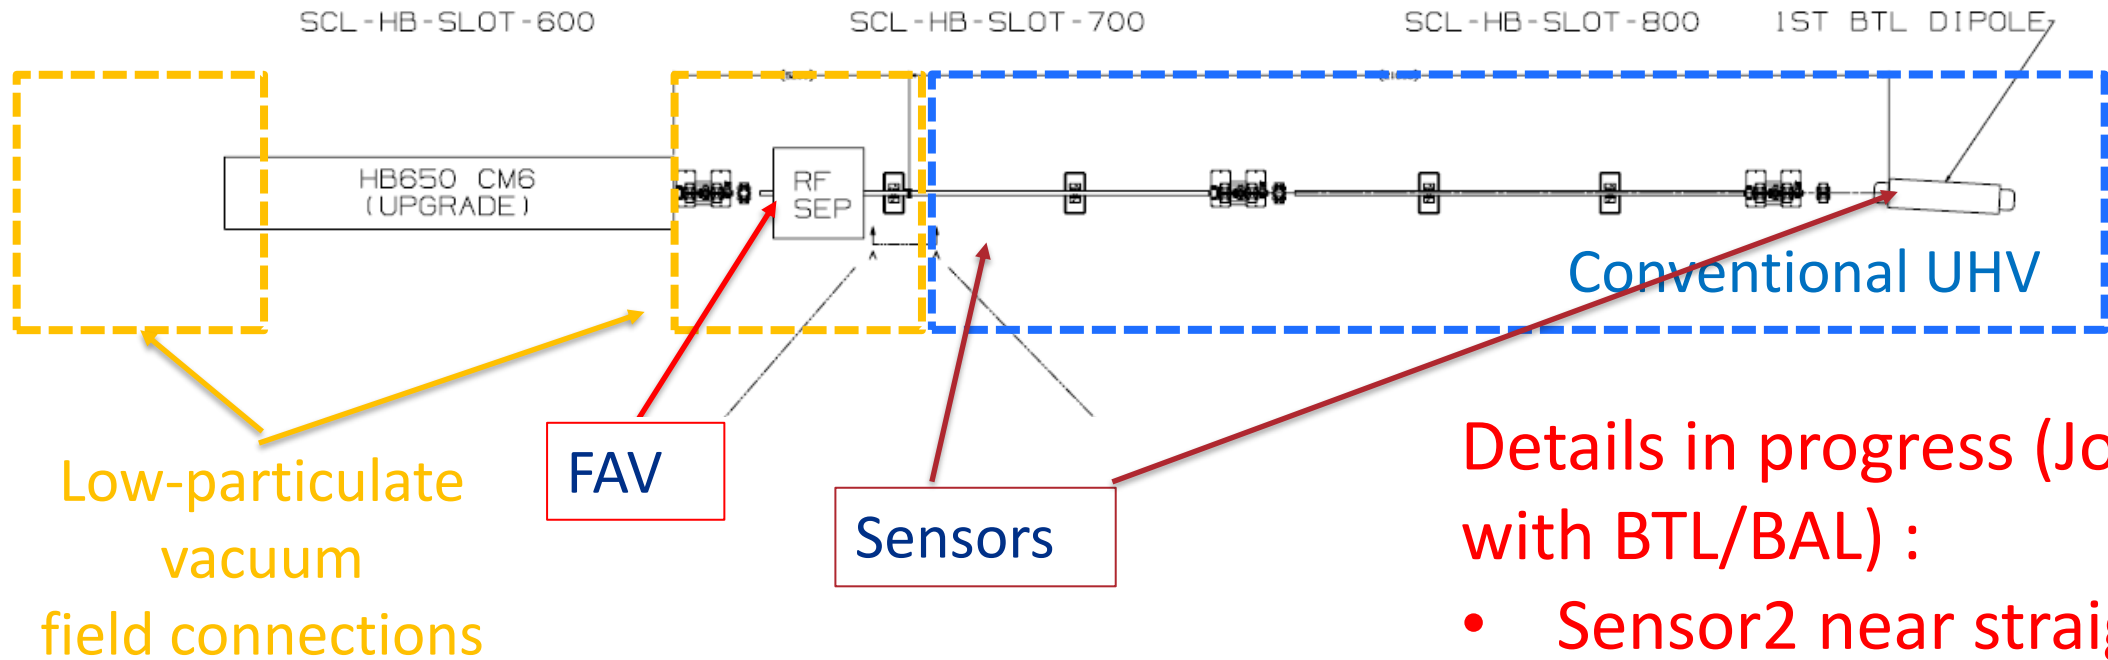 SCL-HB-SLOT-600
SCL-HB-SLOT-700
SCL-HB-SLOT-800
1ST BTL DIPOLE
HB650 CM6
(UPGRADE)
RF
SEP
A
A
Conventional UHV
Low-particulate
vacuum
field connections
FAV
Sensors
Details in progress (Jo
with BTL/BAL) :
• Sensor2 near straig